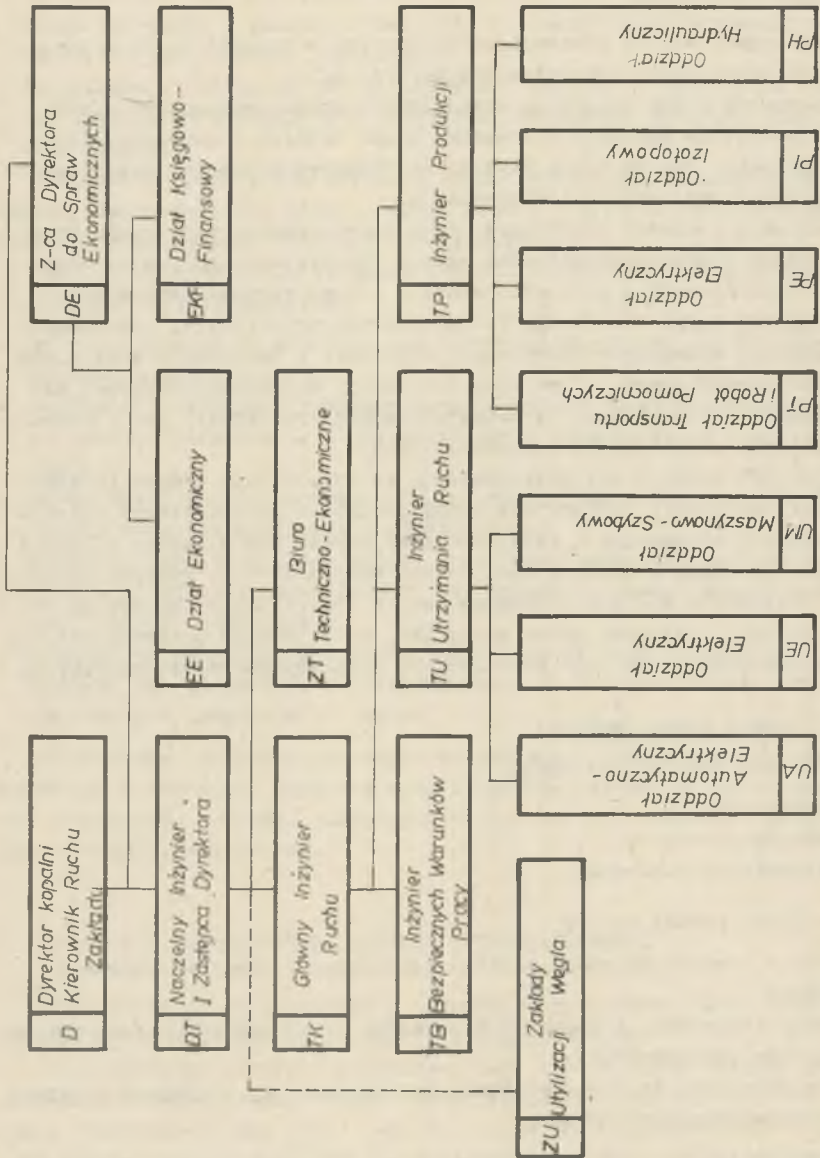 D
Dyrektor kopalni
Kierownik Ruchu
Zakładu
DE
Z-ca Dyrektora
do Spraw
Ekonomicznych
DT
Naczelny Inżynier
I Zastępca Dyrektora
EE
Dział Ekonomiczny
EKF
Dział Księgowo-
Finansowy
TK
Główny Inżynier
Ruchu
ZT
Biuro
Techniczno-Ekonomiczne
TB
Inżynier
Bezpiecznych Warunków
Pracy
TU
Inżynier
Utrzymania Ruchu
TP
Inżynier Produkcji
ZU
Zakłady
Utylizacji Węgla
UA
Oddział
Automatyczno-
Elektryczny
UE
Oddział
Elektryczny
UM
Oddział
Maszynowo-Szybowy
PT
Oddział Transportu
i Robót Pomocniczych
PE
Oddział
Elektryczny
PI
Oddział
Izotopowy
PH
Oddział
Hydrauliczny